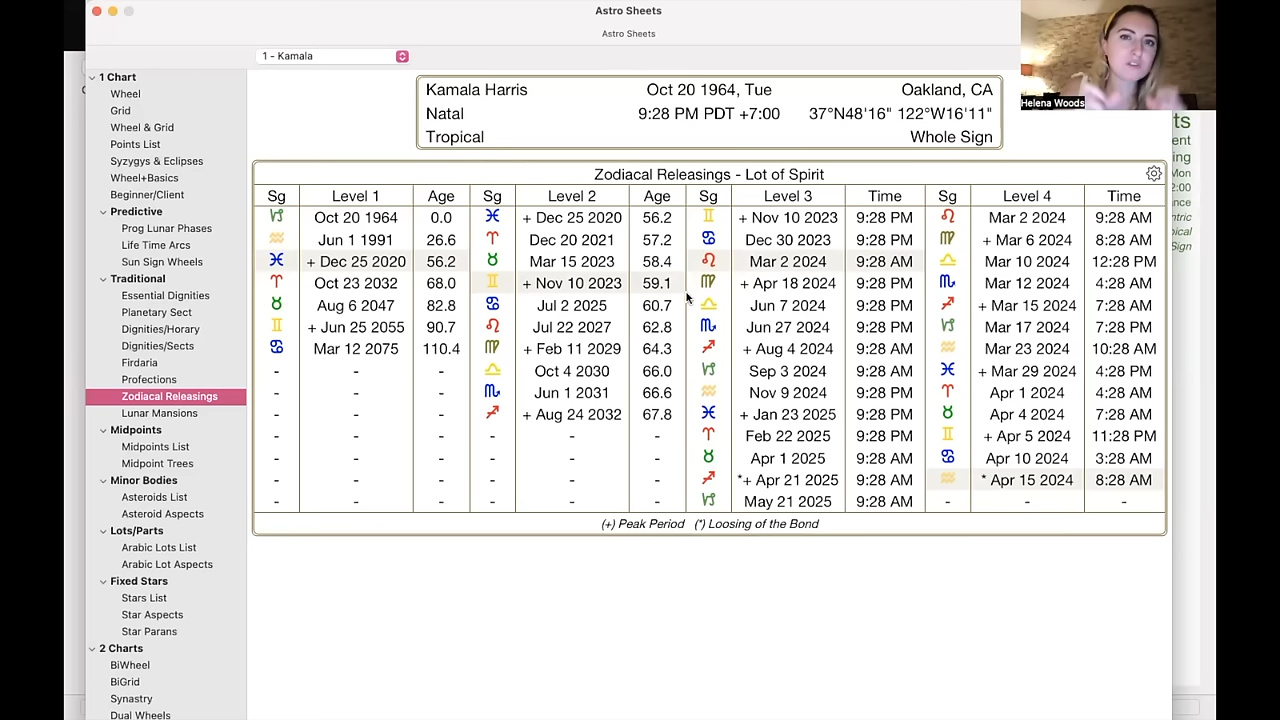 Astro Sheets
Astro Sheets
1 - Kamala
Helena Woods
1 Chart
Wheel
Grid
Wheel & Grid
Points List
Syzygys & Eclipses
Wheel+Basics
Beginner/Client
Predictive
Prog Lunar Phases
Life Time Arcs
Sun Sign Wheels
Traditional
Essential Dignities
Planetary Sect
Dignities/Horary
Dignities/Sects
Firdaria
Profections
Zodiacal Releasings
Lunar Mansions
Midpoints
Midpoints List
Midpoint Trees
Minor Bodies
Asteroids List
Asteroid Aspects
Lots/Parts
Arabic Lots List
Arabic Lot Aspects
Fixed Stars
Stars List
Star Aspects
Star Parans
2 Charts
BiWheel
BiGrid
Synastry
Dual Wheels
Kamala Harris Oct 20 1964, Tue Oakland, CA
Natal 9:28 PM PDT +7:00 37°N48'16" 122°W16'11"
Tropical Whole Sign
Zodiacal Releasings - Lot of Spirit
Sg Level 1 Age Sg Level 2 Age Sg Level 3 Time Sg Level 4 Time
♑ Oct 20 1964 0.0 ♓ + Dec 25 2020 56.2 ♊ + Nov 10 2023 9:28 PM ♌ Mar 2 2024 9:28 AM
♒ Jun 1 1991 26.6 ♈ Dec 20 2021 57.2 ♋ Dec 30 2023 9:28 PM ♍ + Mar 6 2024 8:28 AM
♓ + Dec 25 2020 56.2 ♉ Mar 15 2023 58.4 ♌ Mar 2 2024 9:28 AM ♎ Mar 10 2024 12:28 PM
♈ Oct 23 2032 68.0 ♊ + Nov 10 2023 59.1 ♍ + Apr 18 2024 9:28 AM ♏ Mar 12 2024 4:28 AM
♉ Aug 6 2047 82.8 ♋ Jul 2 2025 60.7 ♎ Jun 7 2024 9:28 AM ♐ + Mar 15 2024 7:28 AM
♊ + Jun 25 2055 90.7 ♌ Jul 22 2027 62.8 ♏ Jun 27 2024 9:28 AM ♑ Mar 17 2024 7:28 PM
♋ Mar 12 2075 110.4 ♍ + Feb 11 2029 64.3 ♐ + Aug 4 2024 9:28 AM ♒ Mar 23 2024 10:28 AM
- - - ♎ Oct 4 2030 66.0 ♑ Sep 3 2024 9:28 AM ♓ + Mar 29 2024 4:28 PM
- - - ♏ Jun 1 2031 66.6 ♒ Nov 9 2024 9:28 PM ♈ Apr 1 2024 4:28 AM
- - - ♐ + Aug 24 2032 67.8 ♓ + Jan 23 2025 9:28 PM ♉ Apr 4 2024 7:28 AM
- - - - - - ♈ Feb 22 2025 9:28 PM ♊ + Apr 5 2024 11:28 PM
- - - - - - ♉ Apr 1 2025 9:28 AM ♋ Apr 10 2024 3:28 AM
- - - - - - ♐ *+ Apr 21 2025 9:28 AM ♒ * Apr 15 2024 8:28 AM
- - - - - - ♑ May 21 2025 9:28 AM - - -
(+) Peak Period (*) Loosing of the Bond
ts
ent
ing
Mon
2:00
ance
ntric
pical
Sign